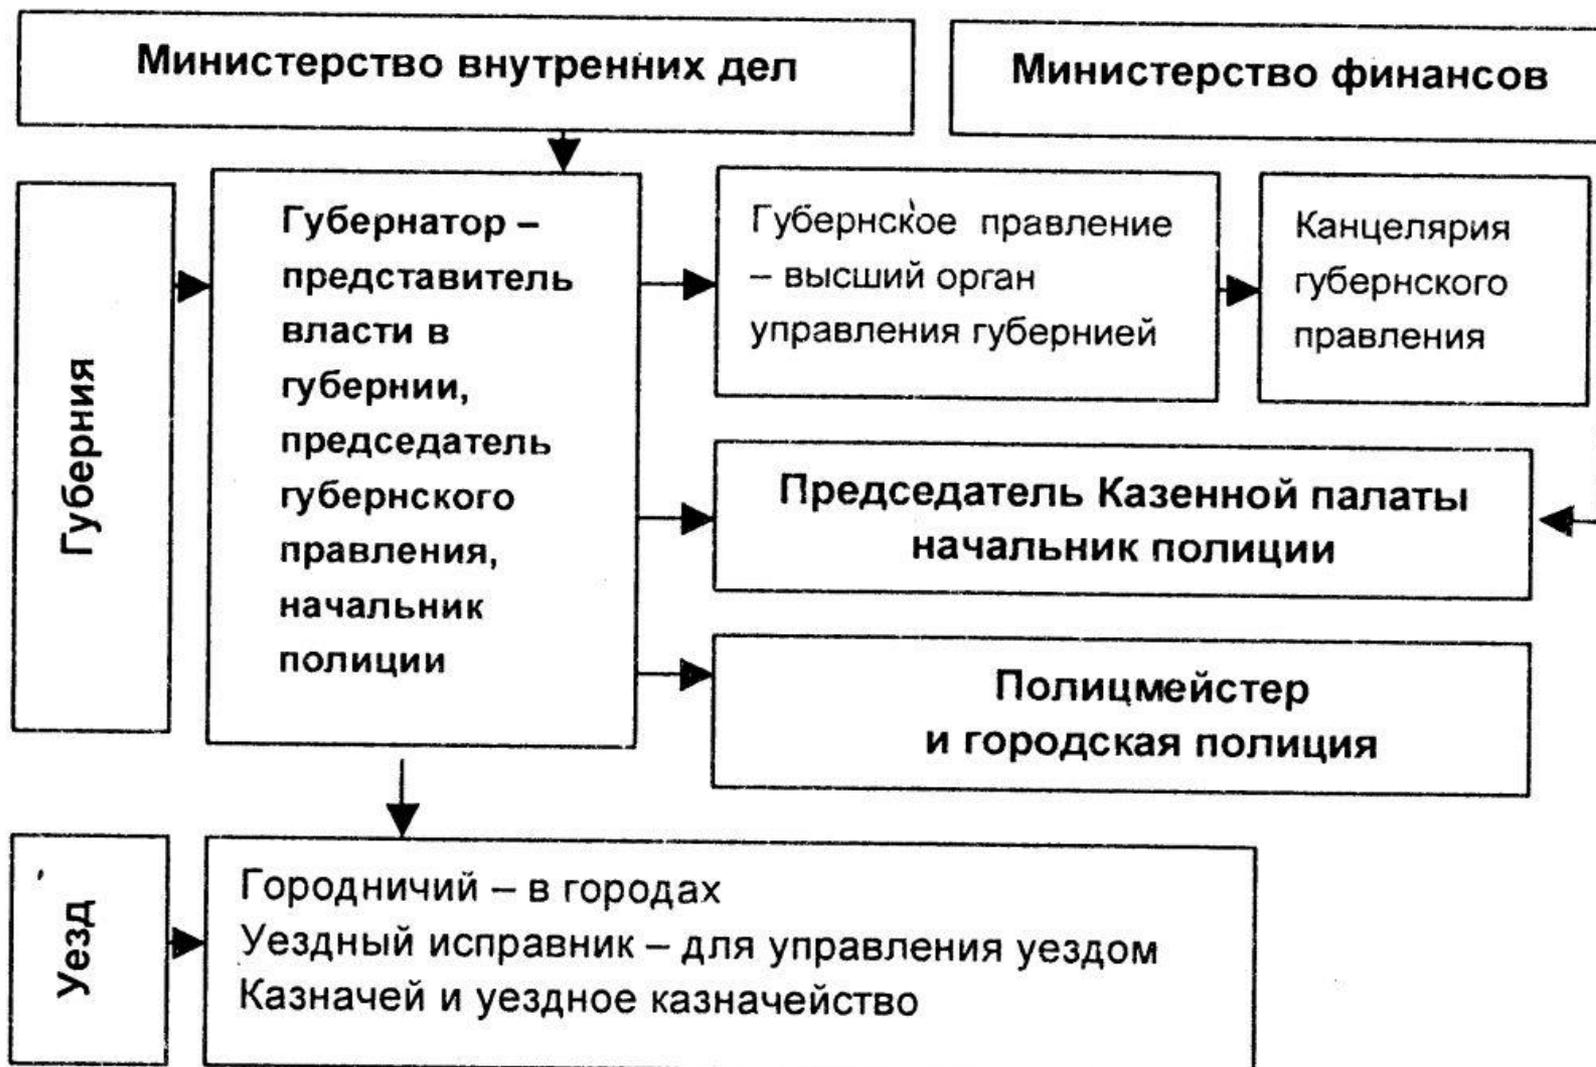 Министерство внутренних дел
Министерство финансов
Губерния
Губернатор –
представитель
власти в
губернии,
председатель
губернского
правления,
начальник
полиции
Губернское правление
– высший орган
управления губернией
Канцелярия
губернского
правления
Председатель Казенной палаты
начальник полиции
Полицмейстер
и городская полиция
Уезд
Городничий – в городах
Уездный исправник – для управления уездом
Казначей и уездное казначейство